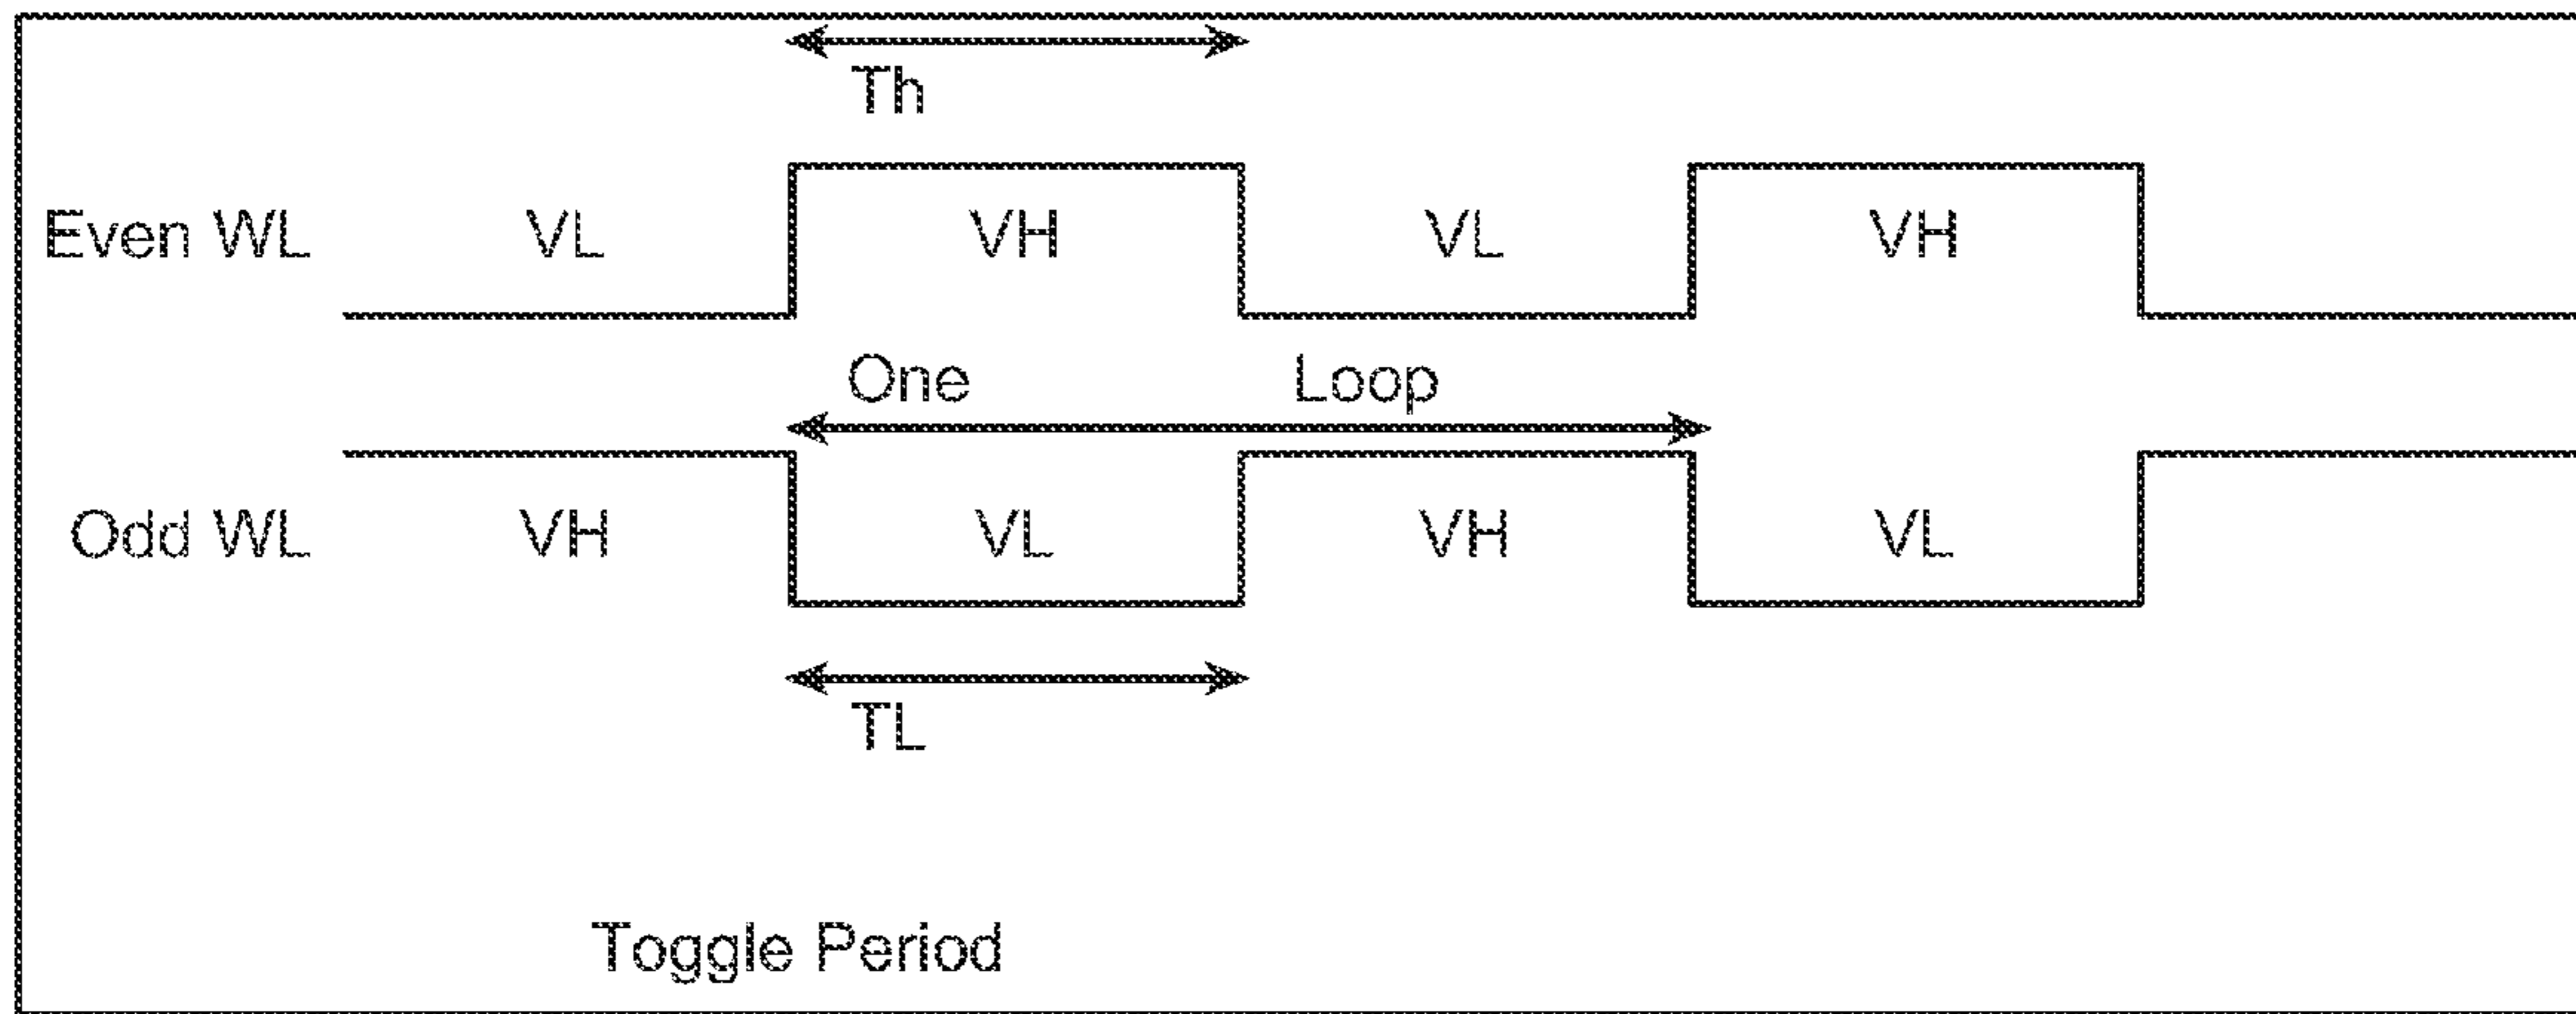 Th
Even WL VL VH VL VH
One Loop
Odd WL VH VL VH VL
TL
Toggle Period